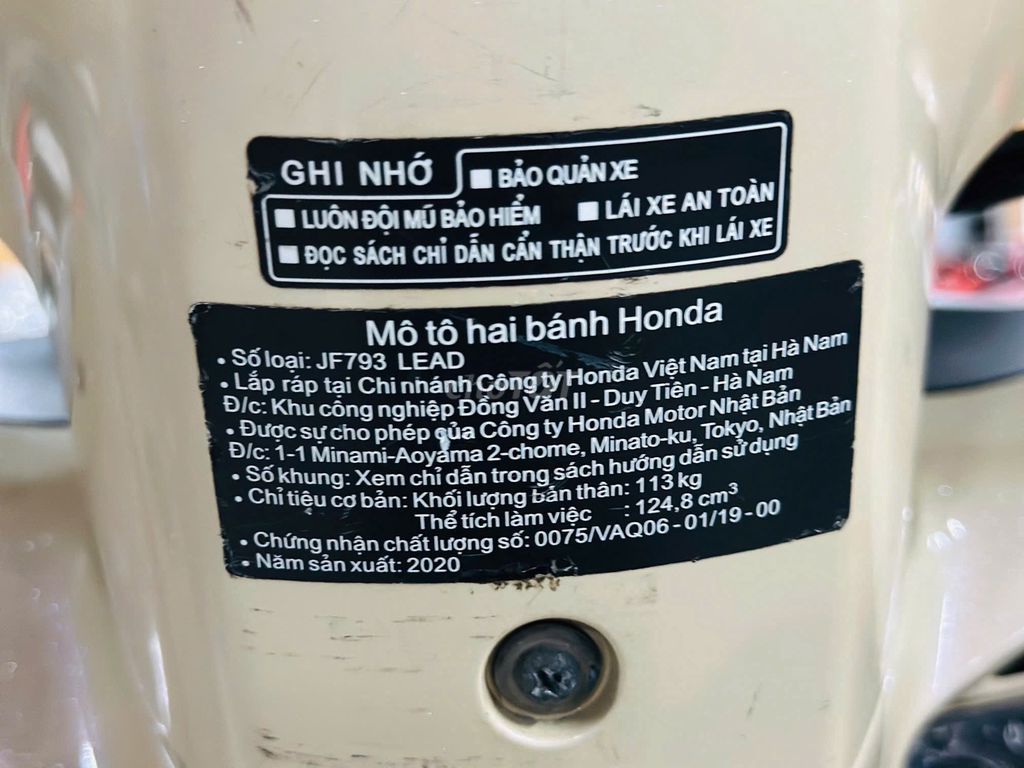 GHI NHỚ
■ BẢO QUẢN XE
■ LUÔN ĐỘI MŨ BẢO HIỂM ■ LÁI XE AN TOÀN
■ ĐỌC SÁCH CHỈ DẪN CẨN THẬN TRƯỚC KHI LÁI XE
Mô tô hai bánh Honda
• Số loại: JF793 LEAD
• Lắp ráp tại Chi nhánh Công ty Honda Việt Nam tại Hà Nam
Đ/c: Khu công nghiệp Đồng Văn II - Duy Tiên - Hà Nam
• Được sự cho phép của Công ty Honda Motor Nhật Bản
Đ/c: 1-1 Minami-Aoyama 2-chome, Minato-ku, Tokyo, Nhật Bản
• Số khung: Xem chỉ dẫn trong sách hướng dẫn sử dụng
• Chỉ tiêu cơ bản: Khối lượng bản thân: 113 kg
Thể tích làm việc : 124,8 cm³
• Chứng nhận chất lượng số: 0075/VAQ06 - 01/19 - 00
• Năm sản xuất: 2020